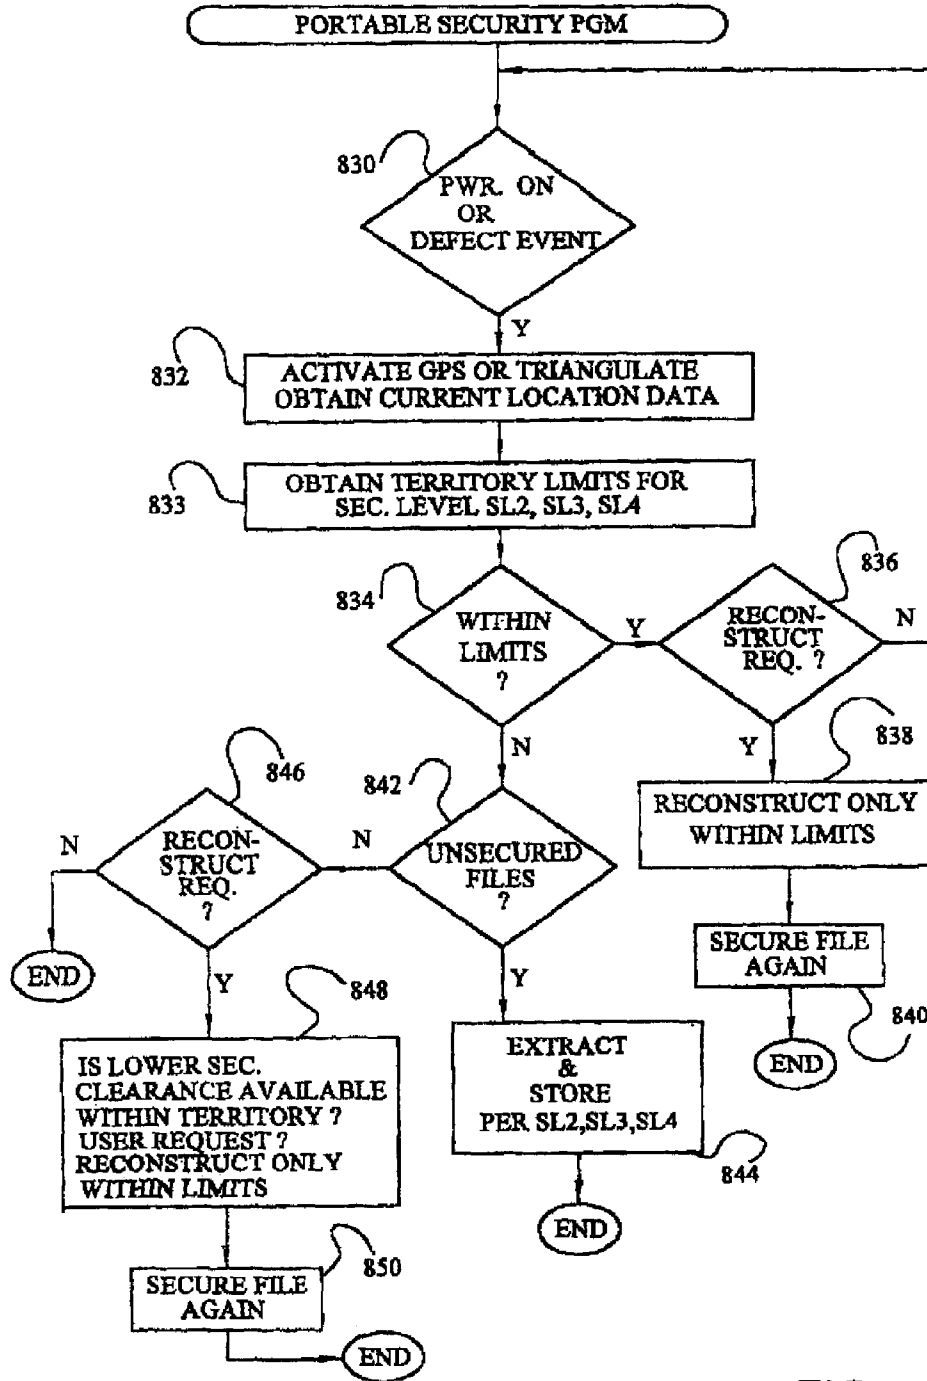 PORTABLE SECURITY PGM
830
PWR. ON
OR
DEFECT EVENT
Y
832
ACTIVATE GPS OR TRIANGULATE
OBTAIN CURRENT LOCATION DATA
833
OBTAIN TERRITORY LIMITS FOR
SEC. LEVEL SL2, SL3, SL4
834
WITHIN
LIMITS
?
Y
836
RECON-
STRUCT
REQ. ?
N
Y
838
RECONSTRUCT ONLY
WITHIN LIMITS
SECURE FILE
AGAIN
840
END
N
842
UNSECURED
FILES
?
N
846
RECON-
STRUCT
REQ.
?
N
END
Y
848
IS LOWER SEC.
CLEARANCE AVAILABLE
WITHIN TERRITORY ?
USER REQUEST ?
RECONSTRUCT ONLY
WITHIN LIMITS
Y
EXTRACT
&
STORE
PER SL2,SL3,SL4
844
END
850
SECURE FILE
AGAIN
END